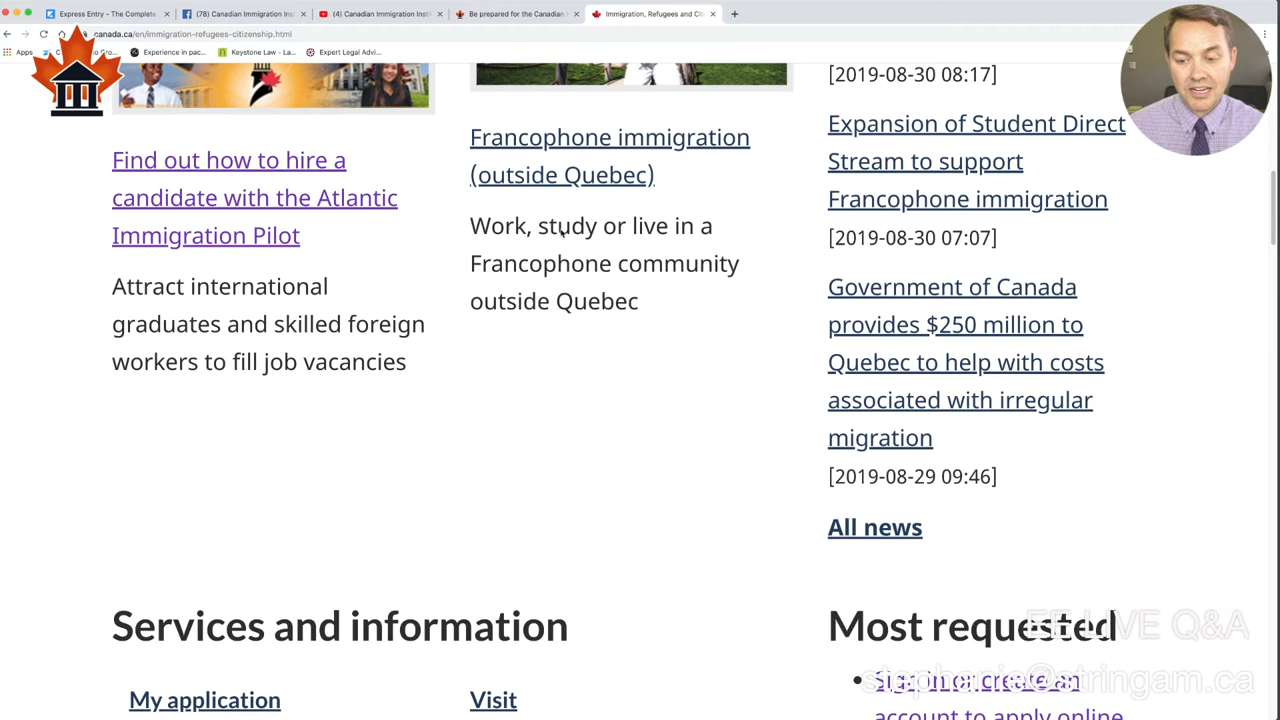 Express Entry - The Complete
(78) Canadian Immigration Ins
(4) Canadian Immigration Instit
Be prepared for the Canadian
Immigration, Refugees and Cit
canada.ca/en/immigration-refugees-citizenship.html
Apps
Experience in pac...
Keystone Law - La...
Expert Legal Advi...
Find out how to hire a
candidate with the Atlantic
Immigration Pilot
Attract international
graduates and skilled foreign
workers to fill job vacancies
Francophone immigration
(outside Quebec)
Work, study or live in a
Francophone community
outside Quebec
[2019-08-30 08:17]
Expansion of Student Direct
Stream to support
Francophone immigration
[2019-08-30 07:07]
Government of Canada
provides $250 million to
Quebec to help with costs
associated with irregular
migration
[2019-08-29 09:46]
All news
Services and information
My application
Visit
Most requested
Sign in or create an
account to apply online
EE LIVE Q&A
stephanie@stringam.ca